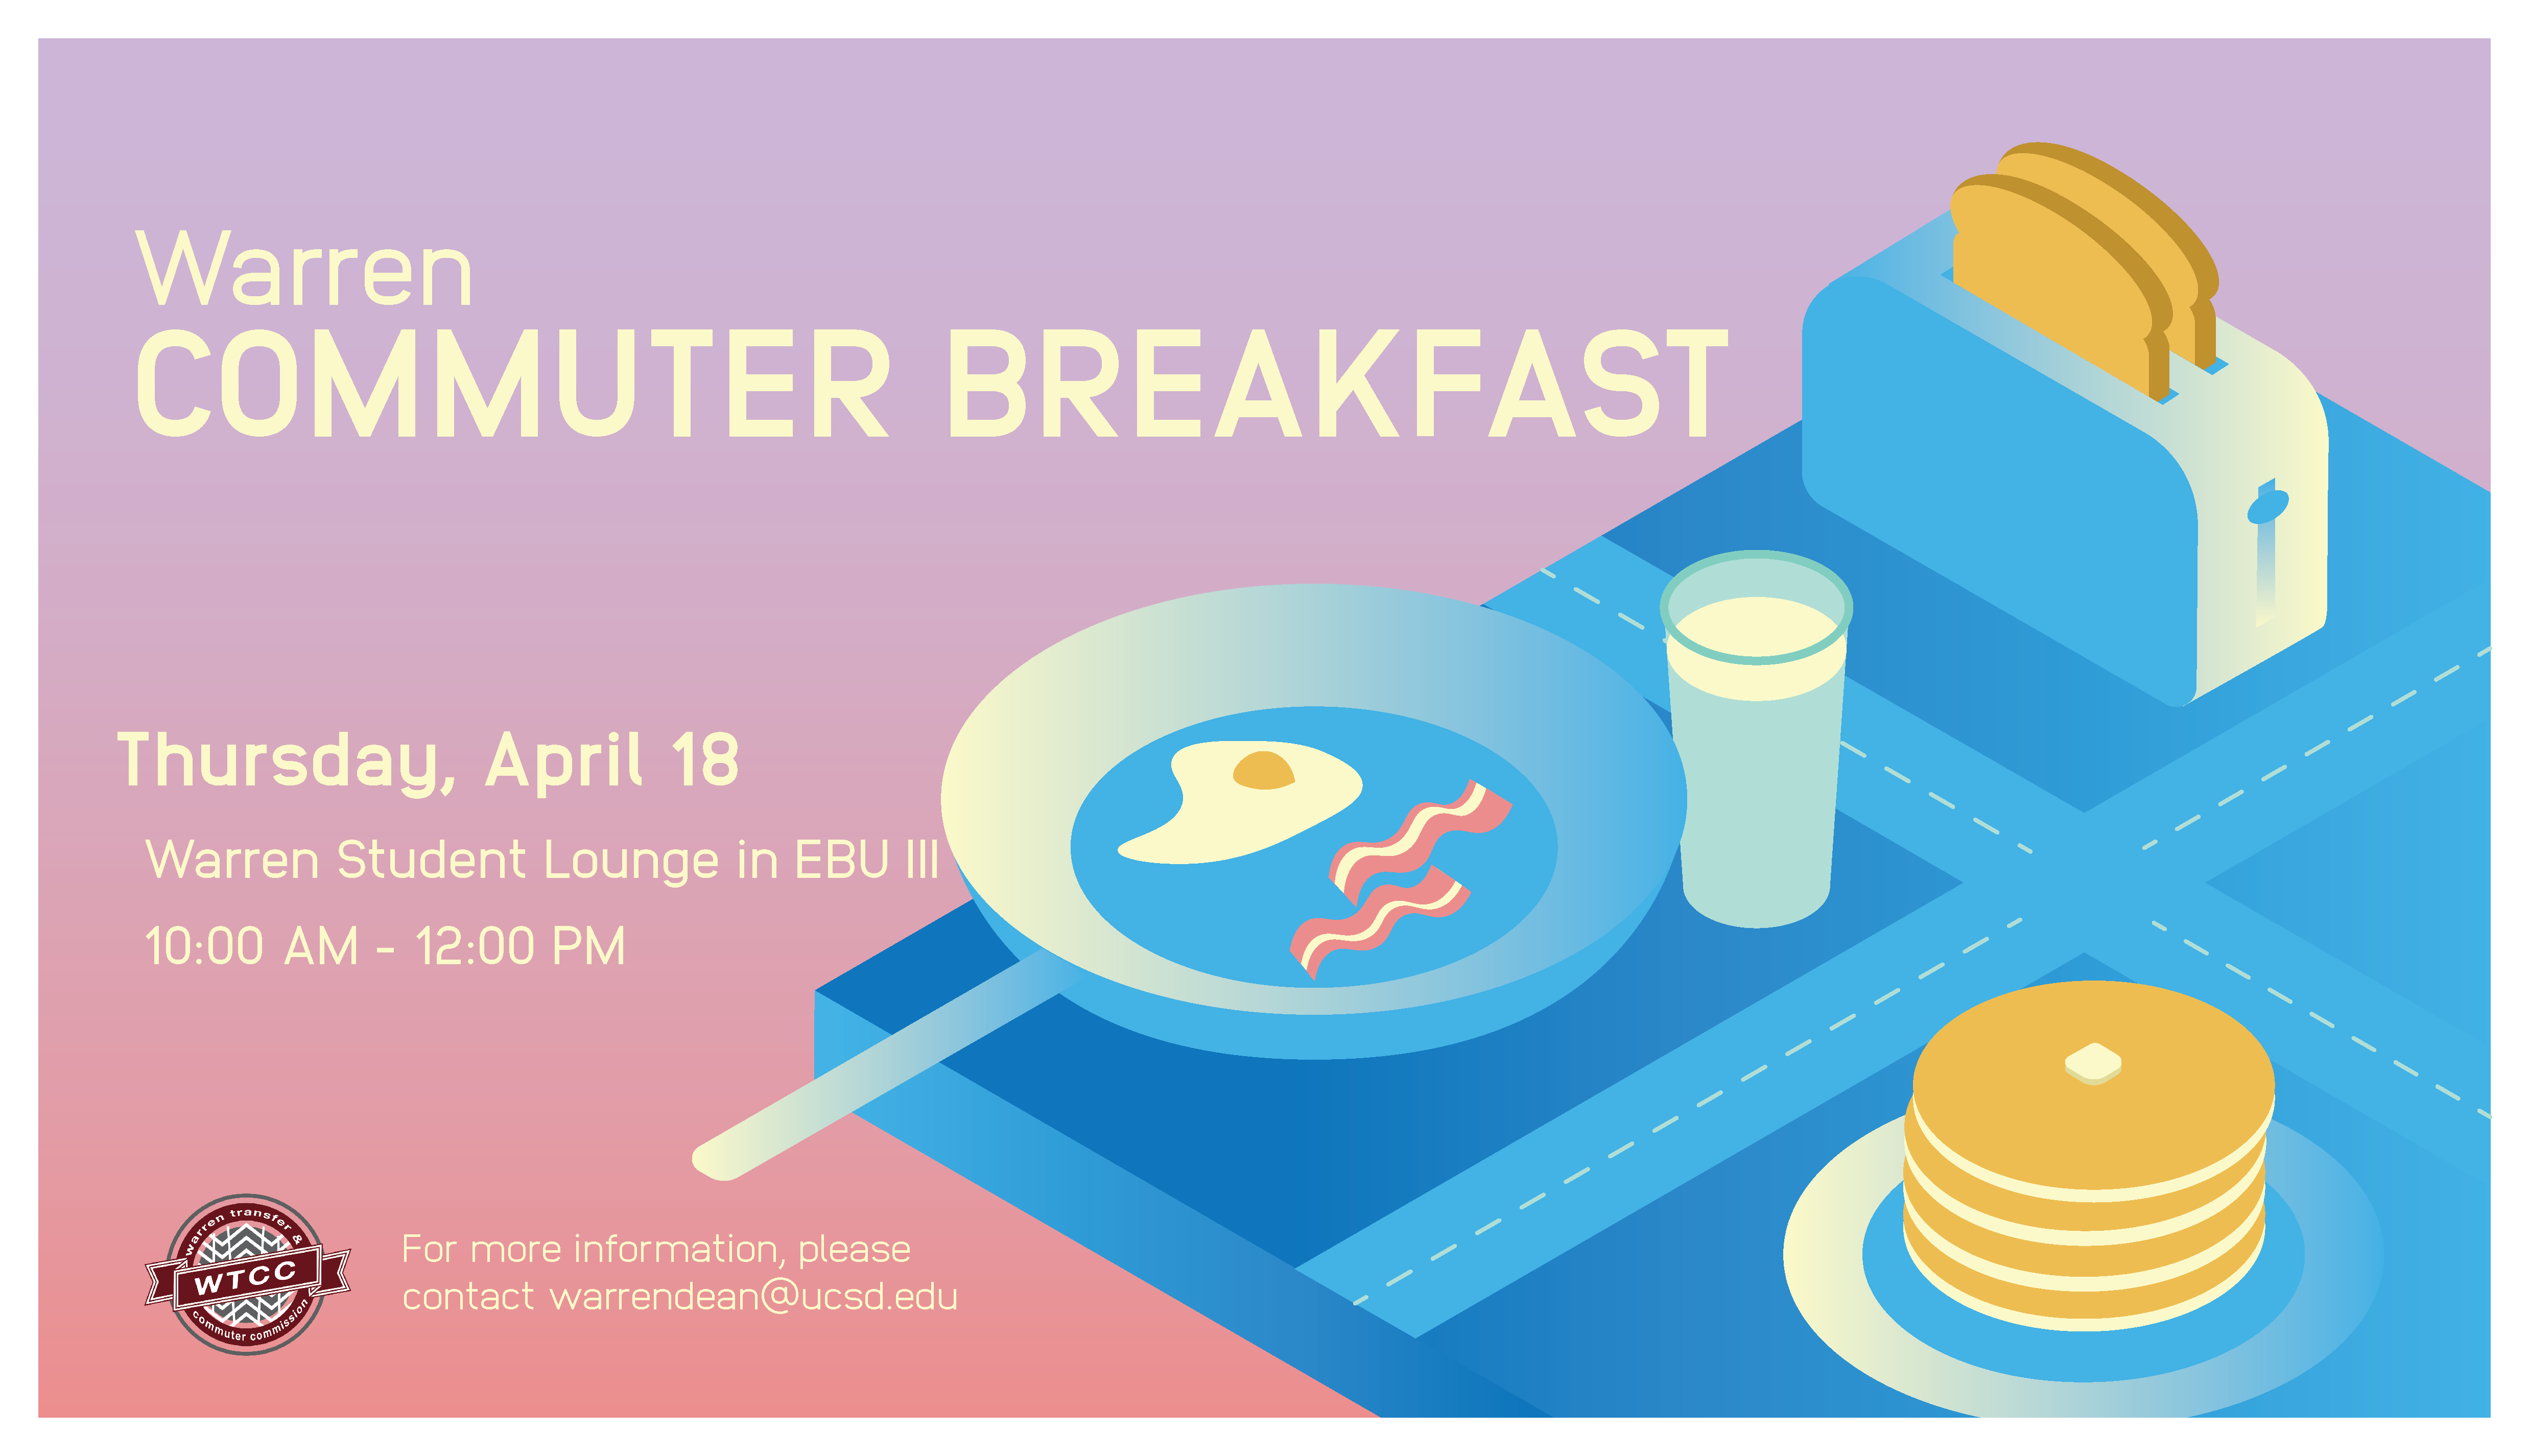 Warren
COMMUTER BREAKFAST
Thursday, April 18
Warren Student Lounge in EBU III
10:00 AM - 12:00 PM
warren transfer &
WTCC
commuter commission
For more information, please
contact warrendean@ucsd.edu